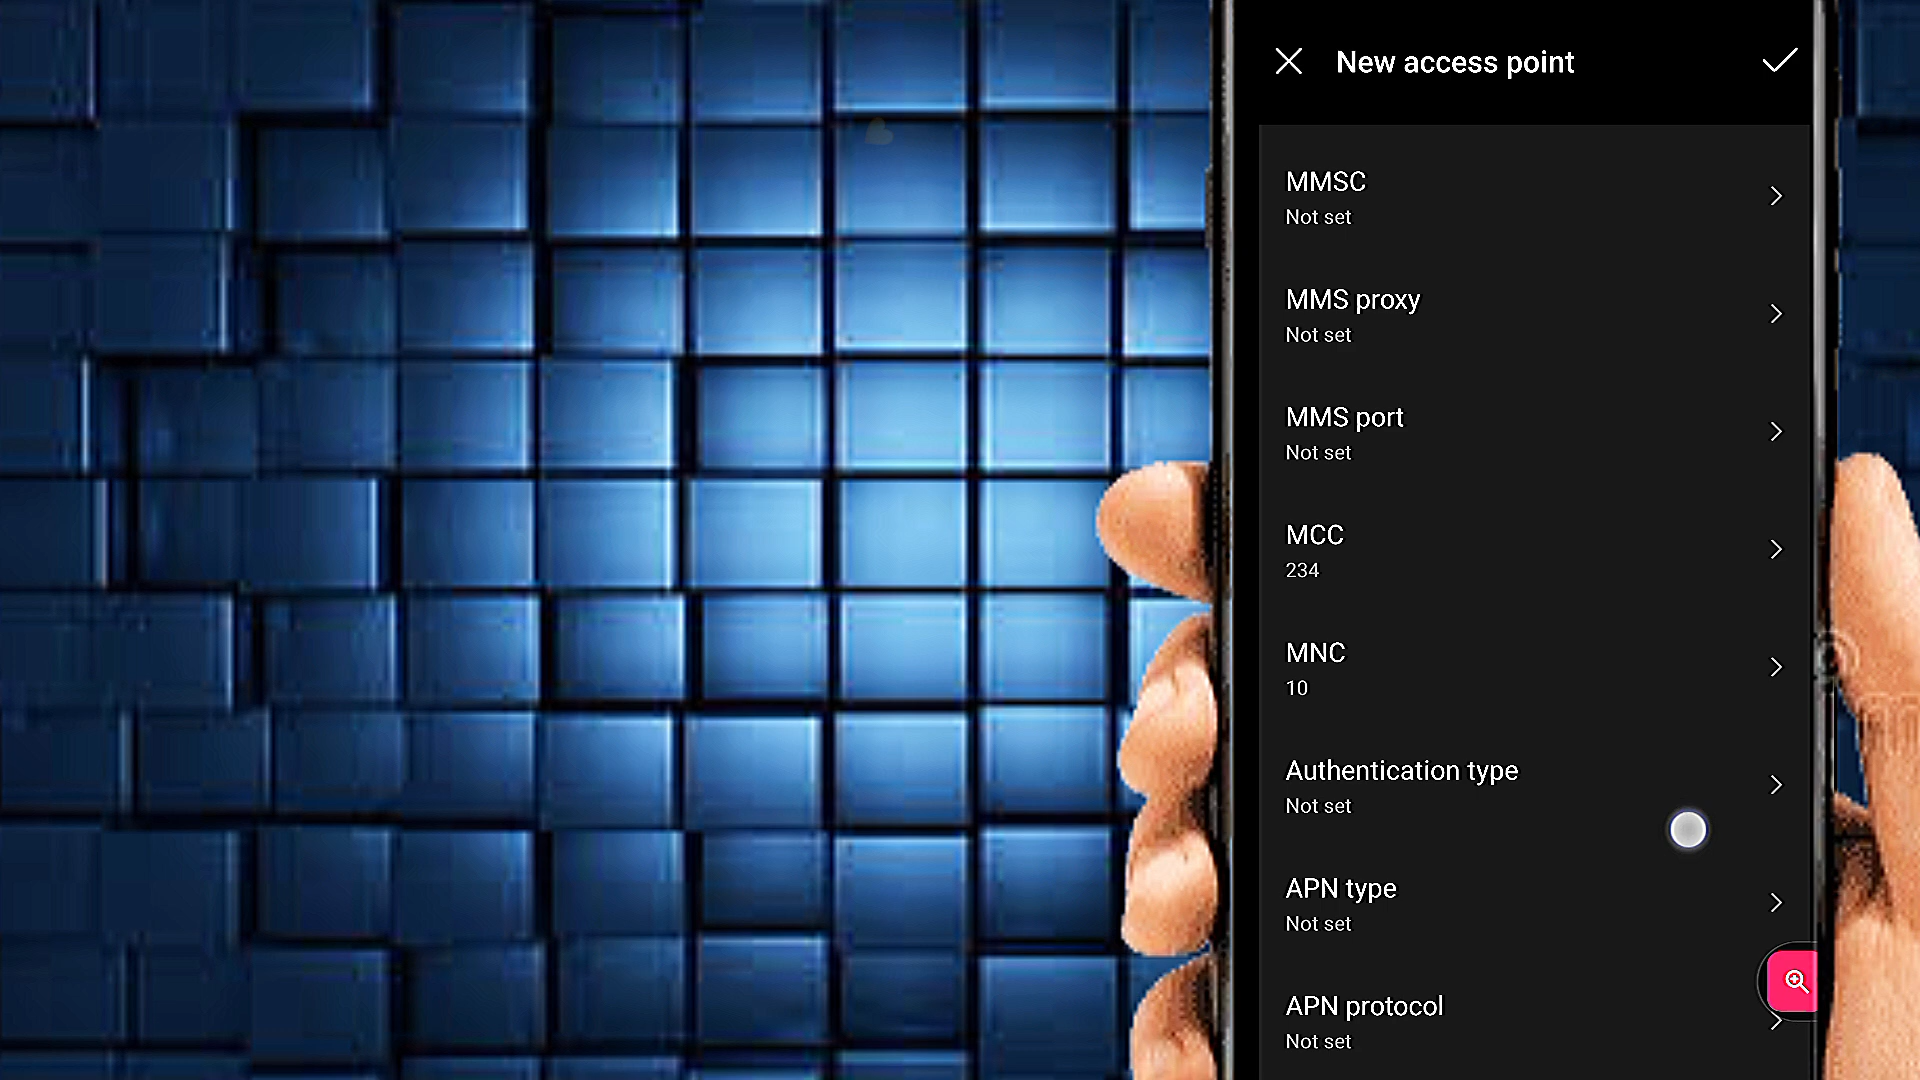 New access point
MMSC
Not set
MMS proxy
Not set
MMS port
Not set
MCC
234
MNC
10
Authentication type
Not set
APN type
Not set
APN protocol
Not set